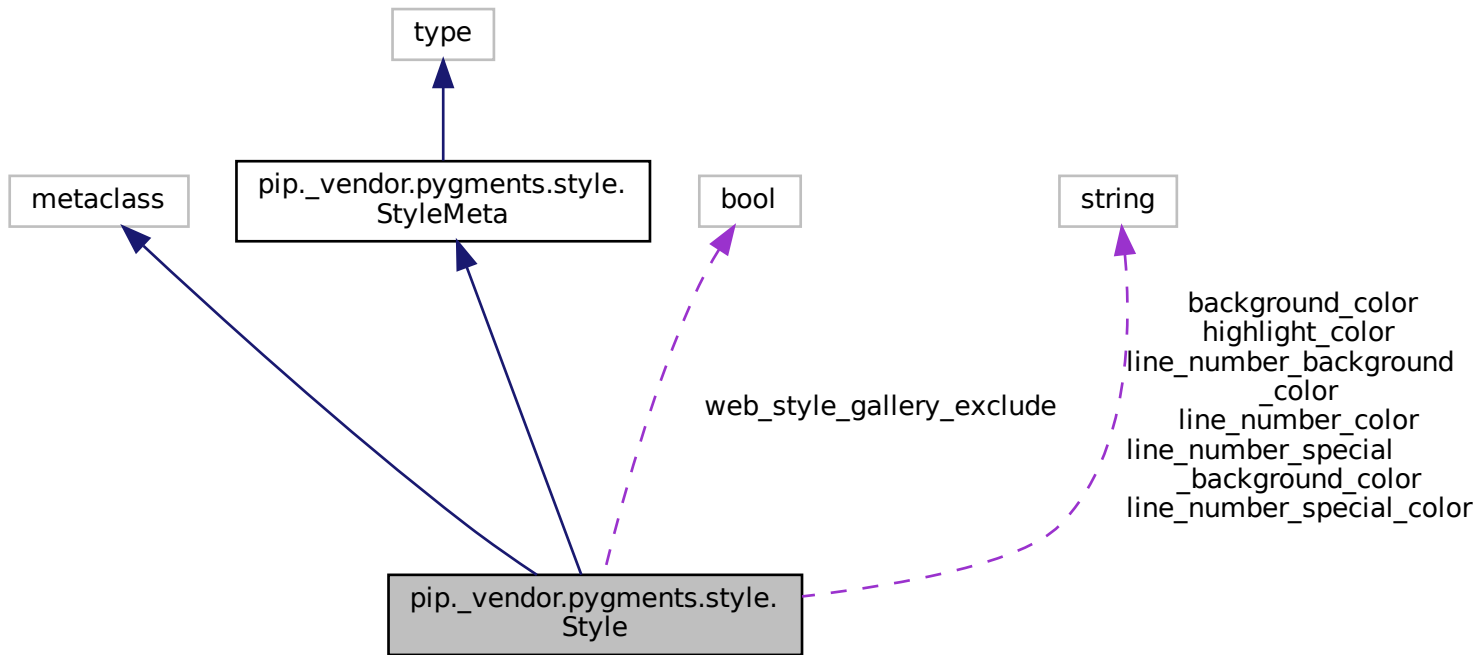 type
pip._vendor.pygments.style.
StyleMeta
metaclass
bool
string
background_color
highlight_color
line_number_background
_color
line_number_color
line_number_special
_background_color
line_number_special_color
web_style_gallery_exclude
pip._vendor.pygments.style.
Style